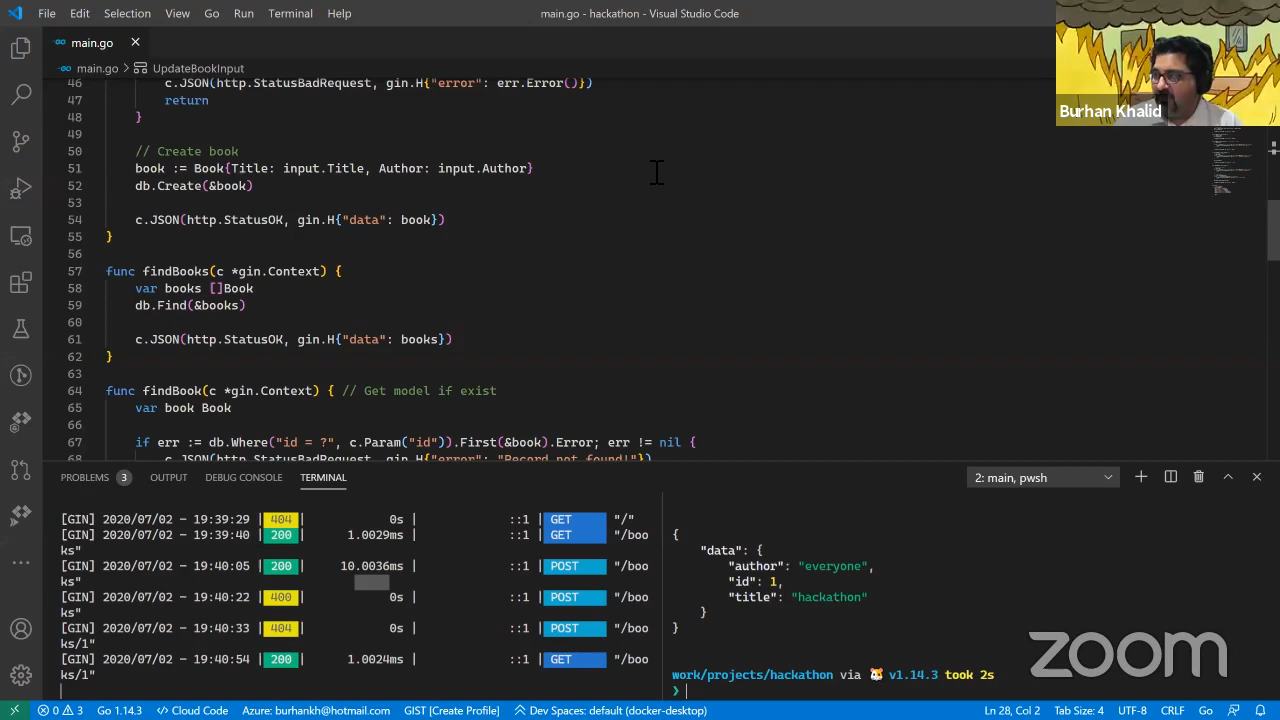 File Edit Selection View Go Run Terminal Help
main.go - hackathon - Visual Studio Code
main.go
main.go > UpdateBookInput
Burhan Khalid
46 c.JSON(http.StatusBadRequest, gin.H{"error": err.Error()})
47 return
48 }
49
50 // Create book
51 book := Book{Title: input.Title, Author: input.Author}
52 db.Create(&book)
53
54 c.JSON(http.StatusOK, gin.H{"data": book})
55 }
56
57 func findBooks(c *gin.Context) {
58 var books []Book
59 db.Find(&books)
60
61 c.JSON(http.StatusOK, gin.H{"data": books})
62 }
63
64 func findBook(c *gin.Context) { // Get model if exist
65 var book Book
66
67 if err := db.Where("id = ?", c.Param("id")).First(&book).Error; err != nil {
68 c.JSON(http.StatusBadRequest, gin.H{"error": "Record not found!"})
PROBLEMS 3 OUTPUT DEBUG CONSOLE TERMINAL
2: main, pwsh
[GIN] 2020/07/02 - 19:39:29 | 404 | 0s | ::1 | GET "/"
[GIN] 2020/07/02 - 19:39:40 | 200 | 1.0029ms | ::1 | GET "/boo
ks"
[GIN] 2020/07/02 - 19:40:05 | 200 | 10.0036ms | ::1 | POST "/boo
ks"
[GIN] 2020/07/02 - 19:40:22 | 400 | 0s | ::1 | POST "/boo
ks"
[GIN] 2020/07/02 - 19:40:33 | 404 | 0s | ::1 | POST "/boo
ks/1"
[GIN] 2020/07/02 - 19:40:54 | 200 | 1.0024ms | ::1 | GET "/boo
ks/1"
{
"data": {
"author": "everyone",
"id": 1,
"title": "hackathon"
}
}
work/projects/hackathon via 🐹 v1.14.3 took 2s
❯
zoom
0 3 Go 1.14.3 Cloud Code Azure: burhankh@hotmail.com GIST [Create Profile] Dev Spaces: default (docker-desktop) Ln 28, Col 2 Tab Size: 4 UTF-8 CRLF Go